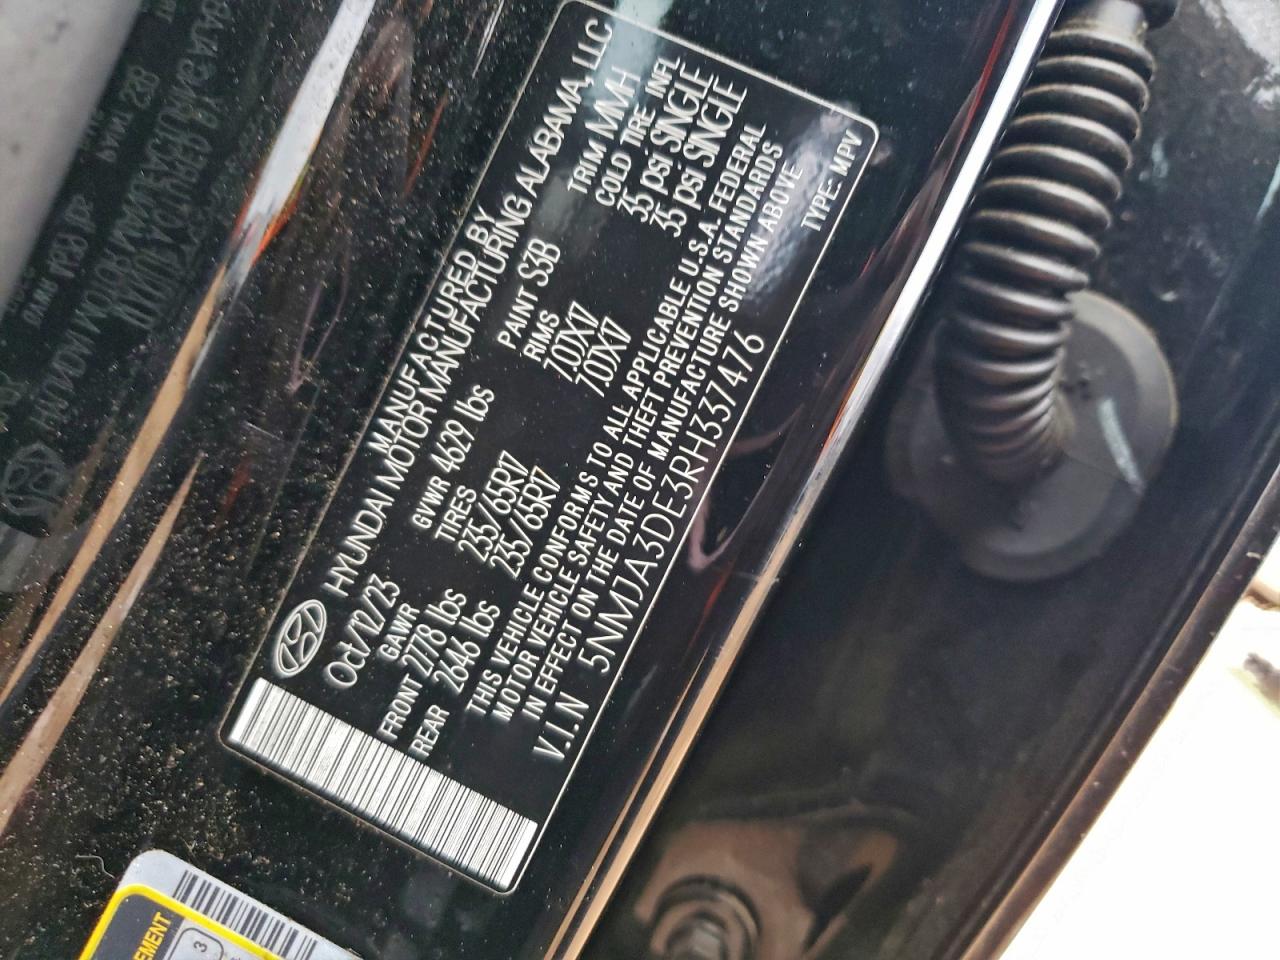 MANUFACTURED BY
HYUNDAI MOTOR MANUFACTURING ALABAMA, LLC
Oct/12/23 GVWR 4629 lbs PAINT S3B TRIM MMH
GAWR TIRES RIMS COLD TIRE INFL
FRONT 2778 lbs 235/65R17 7.0JX17 35 psi SINGLE
REAR 2646 lbs 235/65R17 7.0JX17 35 psi SINGLE
THIS VEHICLE CONFORMS TO ALL APPLICABLE U.S.A. FEDERAL
MOTOR VEHICLE SAFETY AND THEFT PREVENTION STANDARDS
IN EFFECT ON THE DATE OF MANUFACTURE SHOWN ABOVE
V.I.N 5NMJA3DE3RH337476 TYPE: MPV
EMENT
3